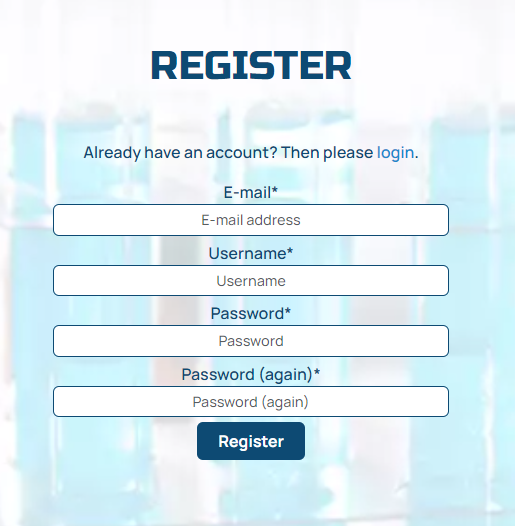 REGISTER
Already have an account? Then please login.
E-mail*
E-mail address
Username*
Username
Password*
Password
Password (again)*
Password (again)
Register